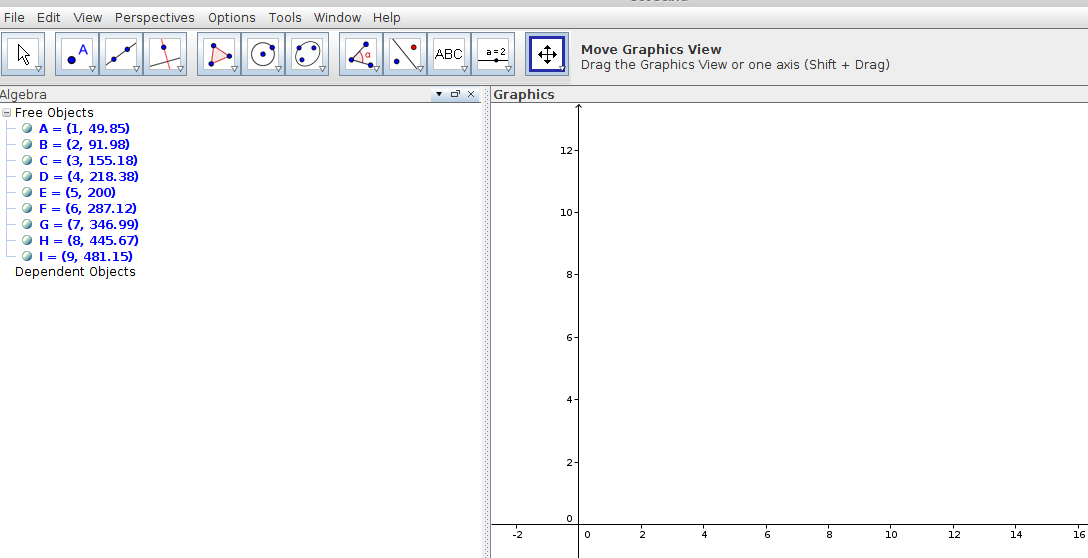 File Edit View Perspectives Options Tools Window Help
A
α
ABC
a = 2
Move Graphics View
Drag the Graphics View or one axis (Shift + Drag)
Algebra
Graphics
Free Objects
A = (1, 49.85)
B = (2, 91.98)
C = (3, 155.18)
D = (4, 218.38)
E = (5, 200)
F = (6, 287.12)
G = (7, 346.99)
H = (8, 445.67)
I = (9, 481.15)
Dependent Objects
12
10
8
6
4
2
0
-2 0 2 4 6 8 10 12 14 16